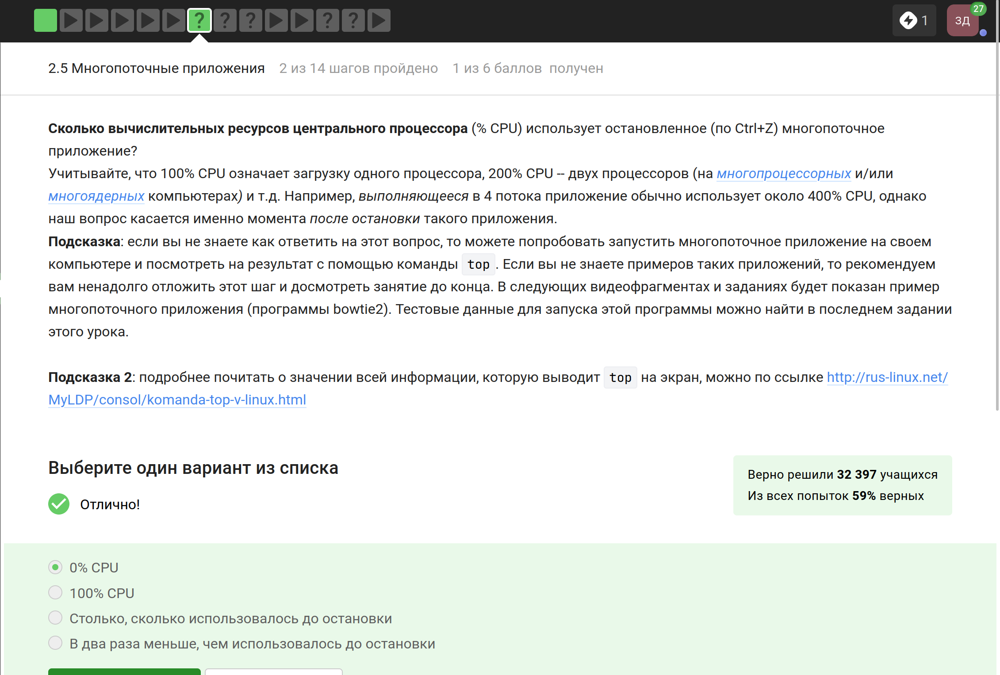 ? ? ? ? ?
1
ЗД
27
2.5 Многопоточные приложения 2 из 14 шагов пройдено 1 из 6 баллов получен
Сколько вычислительных ресурсов центрального процессора (% CPU) использует остановленное (по Ctrl+Z) многопоточное
приложение?
Учитывайте, что 100% CPU означает загрузку одного процессора, 200% CPU -- двух процессоров (на многопроцессорных и/или
многоядерных компьютерах) и т.д. Например, выполняющееся в 4 потока приложение обычно использует около 400% CPU, однако
наш вопрос касается именно момента после остановки такого приложения.
Подсказка: если вы не знаете как ответить на этот вопрос, то можете попробовать запустить многопоточное приложение на своем
компьютере и посмотреть на результат с помощью команды top. Если вы не знаете примеров таких приложений, то рекомендуем
вам ненадолго отложить этот шаг и досмотреть занятие до конца. В следующих видеофрагментах и заданиях будет показан пример
многопоточного приложения (программы bowtie2). Тестовые данные для запуска этой программы можно найти в последнем задании
этого урока.
Подсказка 2: подробнее почитать о значении всей информации, которую выводит top на экран, можно по ссылке http://rus-linux.net/
MyLDP/consol/komanda-top-v-linux.html
Выберите один вариант из списка
Верно решили 32 397 учащихся
Из всех попыток 59% верных
Отлично!
0% CPU
100% CPU
Столько, сколько использовалось до остановки
В два раза меньше, чем использовалось до остановки